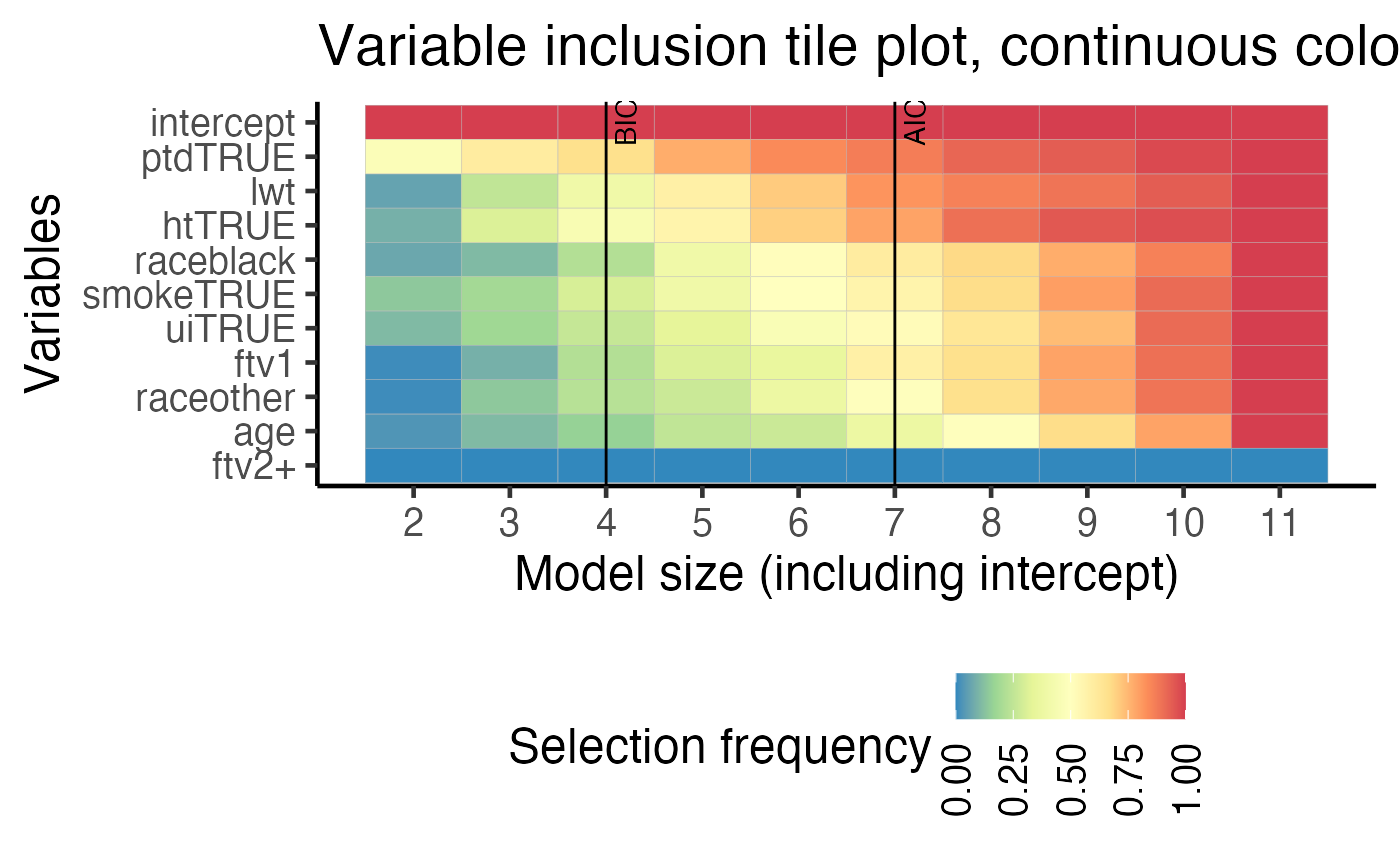 Variable inclusion tile plot, continuous colo
Variables
intercept
ptdTRUE
lwt
htTRUE
raceblack
smokeTRUE
uiTRUE
ftv1
raceother
age
ftv2+
BIC
AIC
2 3 4 5 6 7 8 9 10 11
Model size (including intercept)
Selection frequency
0.00 0.25 0.50 0.75 1.00